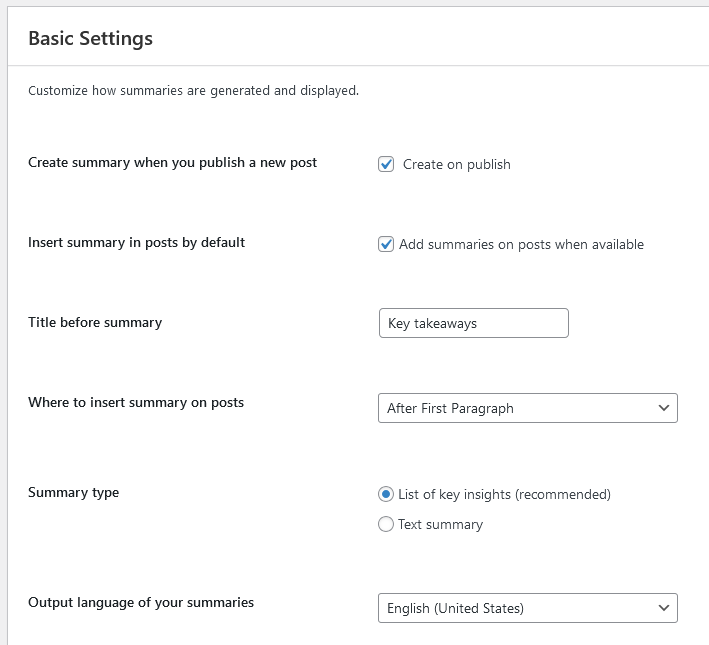 Basic Settings
Customize how summaries are generated and displayed.
Create summary when you publish a new post
Create on publish
Insert summary in posts by default
Add summaries on posts when available
Title before summary
Key takeaways
Where to insert summary on posts
After First Paragraph
Summary type
List of key insights (recommended)
Text summary
Output language of your summaries
English (United States)